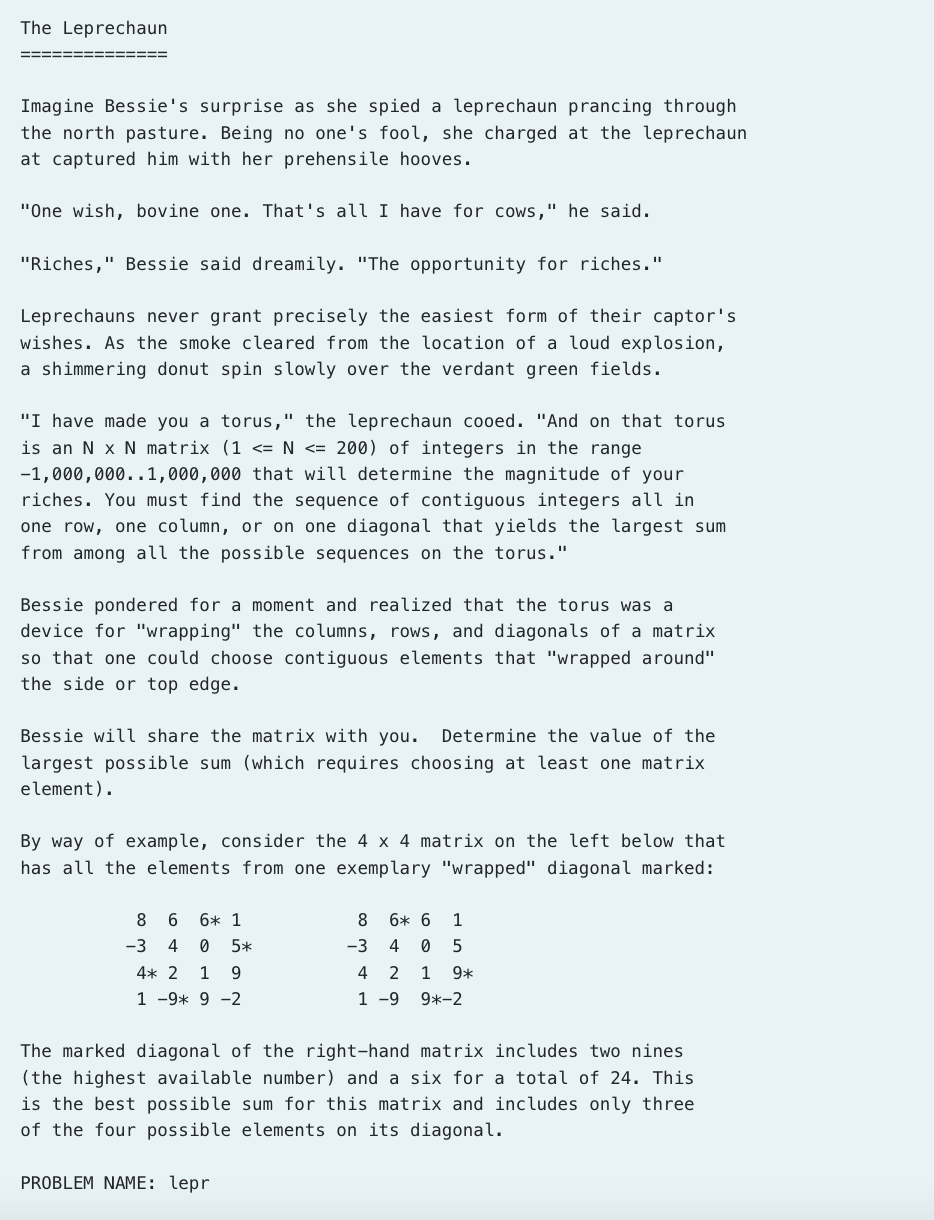 The Leprechaun
==============
Imagine Bessie's surprise as she spied a leprechaun prancing through
the north pasture. Being no one's fool, she charged at the leprechaun
at captured him with her prehensile hooves.
"One wish, bovine one. That's all I have for cows," he said.
"Riches," Bessie said dreamily. "The opportunity for riches."
Leprechauns never grant precisely the easiest form of their captor's
wishes. As the smoke cleared from the location of a loud explosion,
a shimmering donut spin slowly over the verdant green fields.
"I have made you a torus," the leprechaun cooed. "And on that torus
is an N x N matrix (1 <= N <= 200) of integers in the range
-1,000,000..1,000,000 that will determine the magnitude of your
riches. You must find the sequence of contiguous integers all in
one row, one column, or on one diagonal that yields the largest sum
from among all the possible sequences on the torus."
Bessie pondered for a moment and realized that the torus was a
device for "wrapping" the columns, rows, and diagonals of a matrix
so that one could choose contiguous elements that "wrapped around"
the side or top edge.
Bessie will share the matrix with you.  Determine the value of the
largest possible sum (which requires choosing at least one matrix
element).
By way of example, consider the 4 x 4 matrix on the left below that
has all the elements from one exemplary "wrapped" diagonal marked:
           8  6  6* 1           8  6* 6  1
          -3  4  0  5*         -3  4  0  5
           4* 2  1  9           4  2  1  9*
           1 -9* 9 -2           1 -9  9*-2
The marked diagonal of the right-hand matrix includes two nines
(the highest available number) and a six for a total of 24. This
is the best possible sum for this matrix and includes only three
of the four possible elements on its diagonal.
PROBLEM NAME: lepr